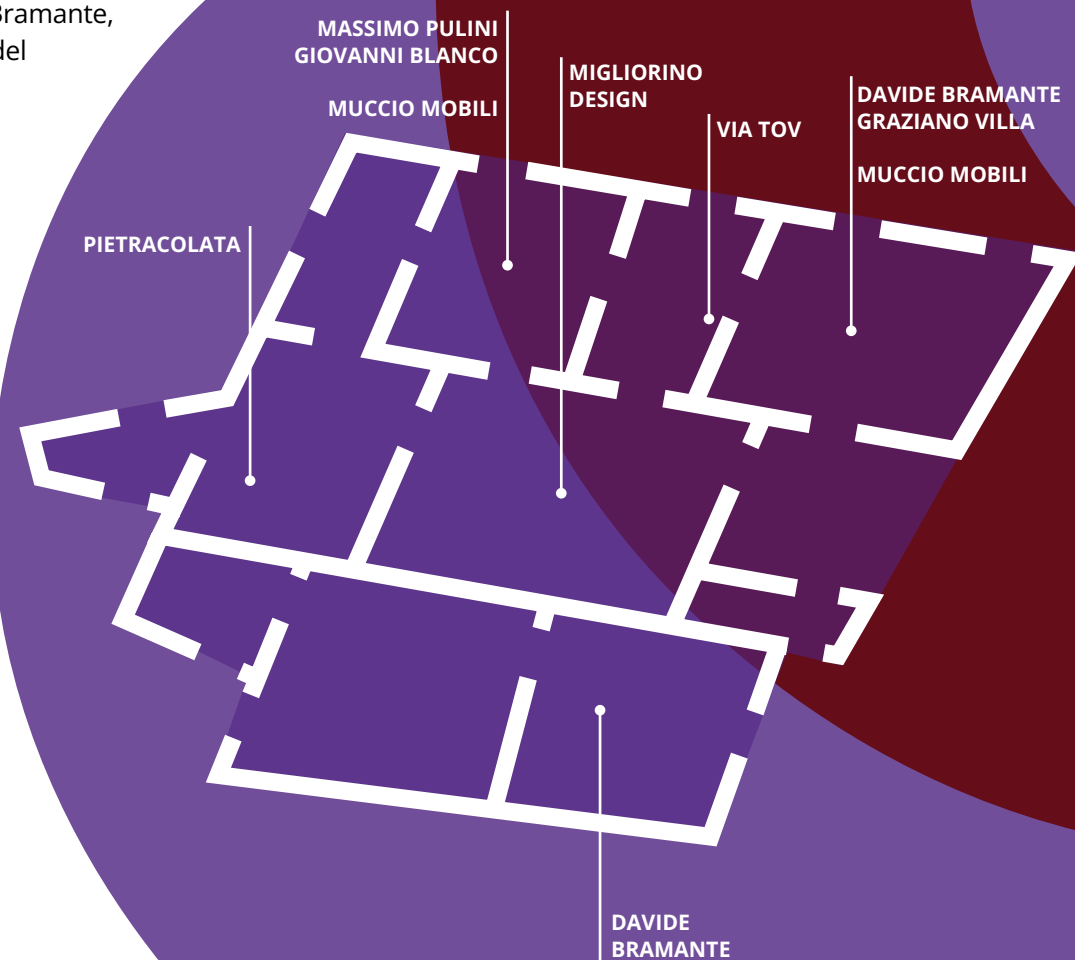 Bramante,
del
MASSIMO PULINI
GIOVANNI BLANCO
MUCCIO MOBILI
MIGLIORINO
DESIGN
VIA TOV
DAVIDE BRAMANTE
GRAZIANO VILLA
MUCCIO MOBILI
PIETRACOLATA
DAVIDE
BRAMANTE